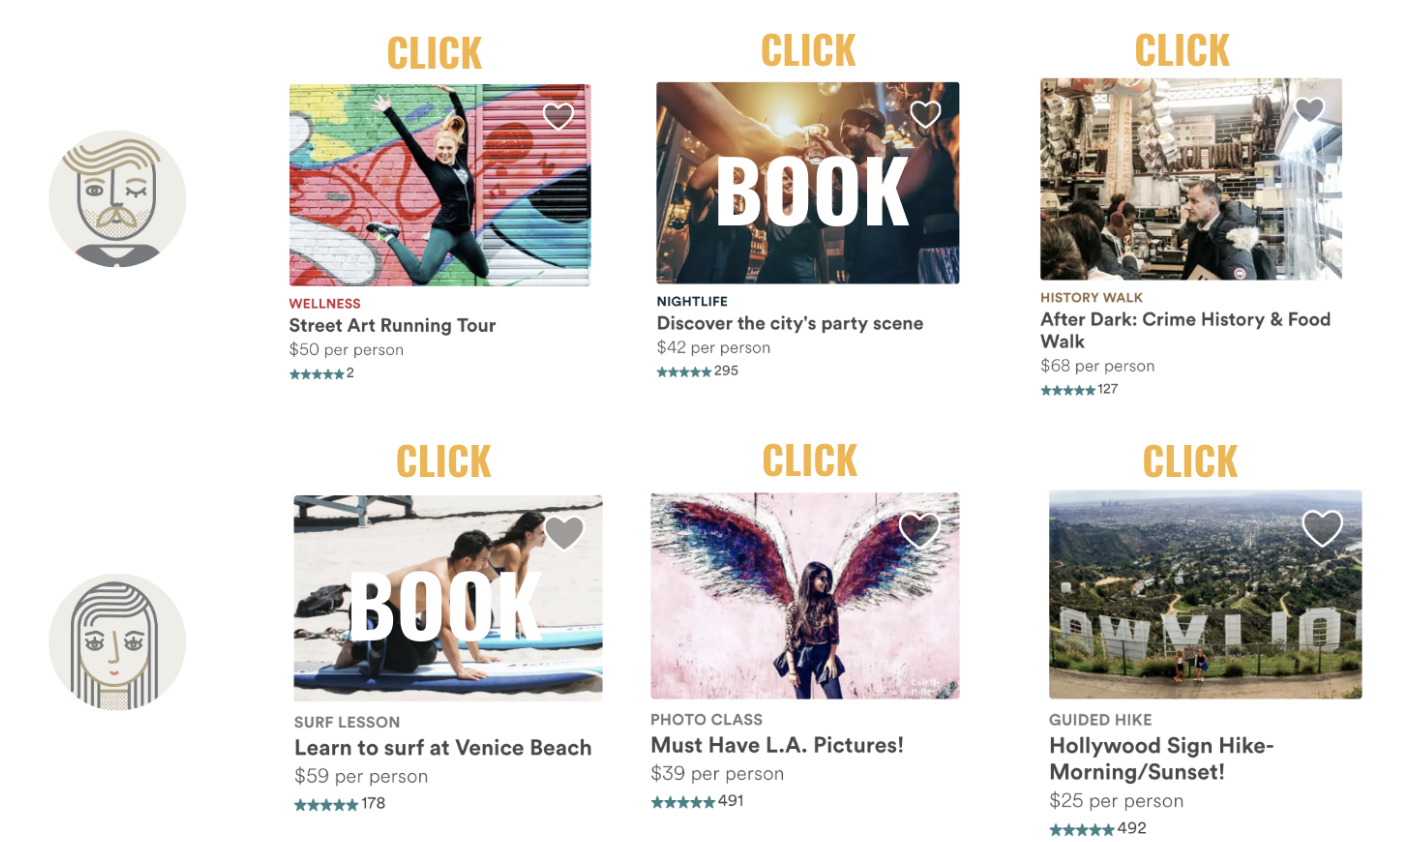 CLICK
CLICK
CLICK
BOOK
WELLNESS
Street Art Running Tour
$50 per person
★★★★★2
NIGHTLIFE
Discover the city's party scene
$42 per person
★★★★★295
HISTORY WALK
After Dark: Crime History & Food
Walk
$68 per person
★★★★★127
CLICK
CLICK
CLICK
BOOK
SURF LESSON
Learn to surf at Venice Beach
$59 per person
★★★★★178
PHOTO CLASS
Must Have L.A. Pictures!
$39 per person
★★★★★491
GUIDED HIKE
Hollywood Sign Hike-
Morning/Sunset!
$25 per person
★★★★★492